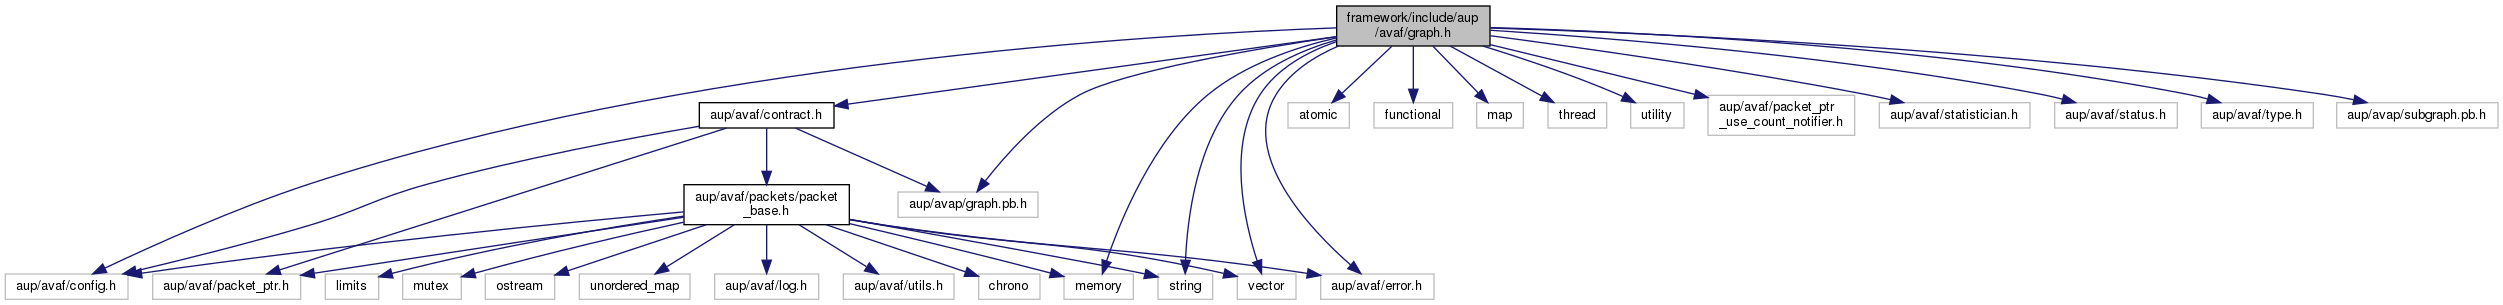 framework/include/aup
/avaf/graph.h
aup/avaf/contract.h
atomic
functional
map
thread
utility
aup/avaf/packet_ptr
_use_count_notifier.h
aup/avaf/statistician.h
aup/avaf/status.h
aup/avaf/type.h
aup/avap/subgraph.pb.h
aup/avaf/packets/packet
_base.h
aup/avap/graph.pb.h
aup/avaf/config.h
aup/avaf/packet_ptr.h
limits
mutex
ostream
unordered_map
aup/avaf/log.h
aup/avaf/utils.h
chrono
memory
string
vector
aup/avaf/error.h